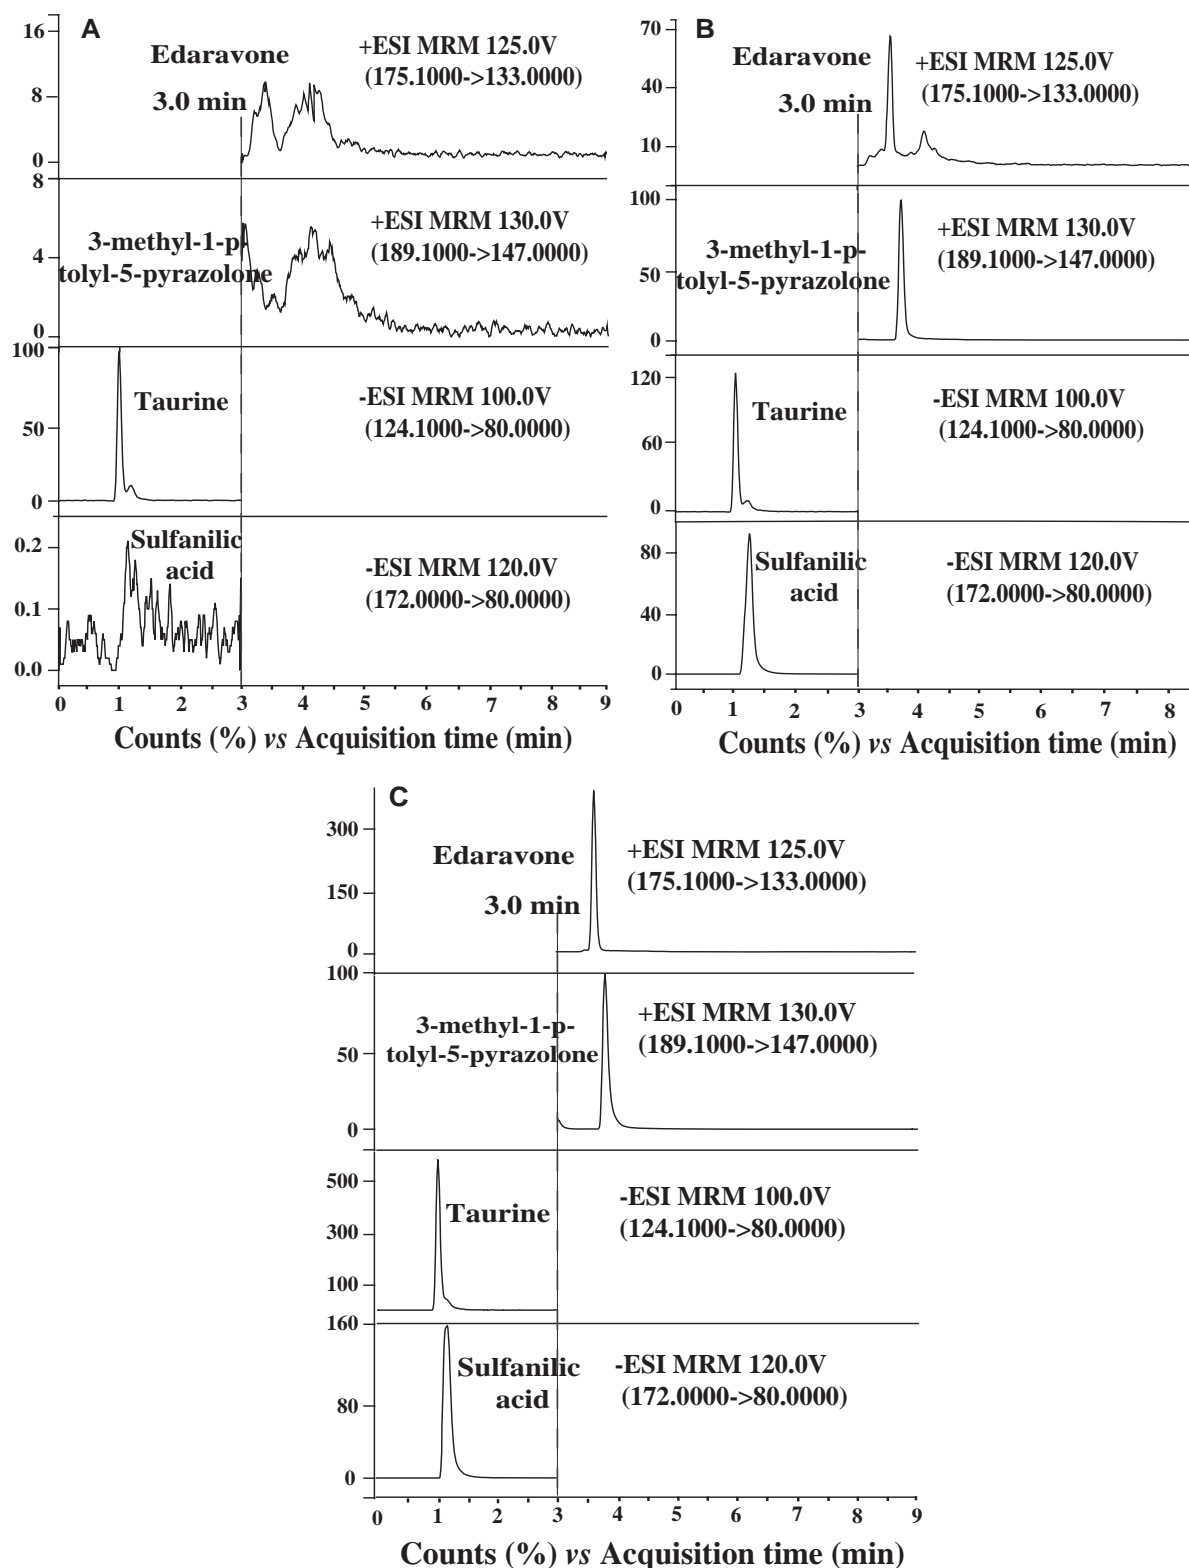 A
16
8
0
Edaravone
3.0 min
+ESI MRM 125.0V
(175.1000->133.0000)
8
4
0
3-methyl-1-p-
tolyl-5-pyrazolone
+ESI MRM 130.0V
(189.1000->147.0000)
100
50
0
Taurine
-ESI MRM 100.0V
(124.1000->80.0000)
0.2
0.1
0.0
Sulfanilic
acid
-ESI MRM 120.0V
(172.0000->80.0000)
0 1 2 3 4 5 6 7 8 9
Counts (%) vs Acquisition time (min)
B
70
40
10
Edaravone
3.0 min
+ESI MRM 125.0V
(175.1000->133.0000)
100
50
0
3-methyl-1-p-
tolyl-5-pyrazolone
+ESI MRM 130.0V
(189.1000->147.0000)
120
60
0
Taurine
-ESI MRM 100.0V
(124.1000->80.0000)
80
40
0
Sulfanilic
acid
-ESI MRM 120.0V
(172.0000->80.0000)
0 1 2 3 4 5 6 7 8
Counts (%) vs Acquisition time (min)
C
300
150
0
Edaravone
3.0 min
+ESI MRM 125.0V
(175.1000->133.0000)
100
50
0
3-methyl-1-p-
tolyl-5-pyrazolone
+ESI MRM 130.0V
(189.1000->147.0000)
500
300
100
Taurine
-ESI MRM 100.0V
(124.1000->80.0000)
160
80
0
Sulfanilic
acid
-ESI MRM 120.0V
(172.0000->80.0000)
0 1 2 3 4 5 6 7 8 9
Counts (%) vs Acquisition time (min)